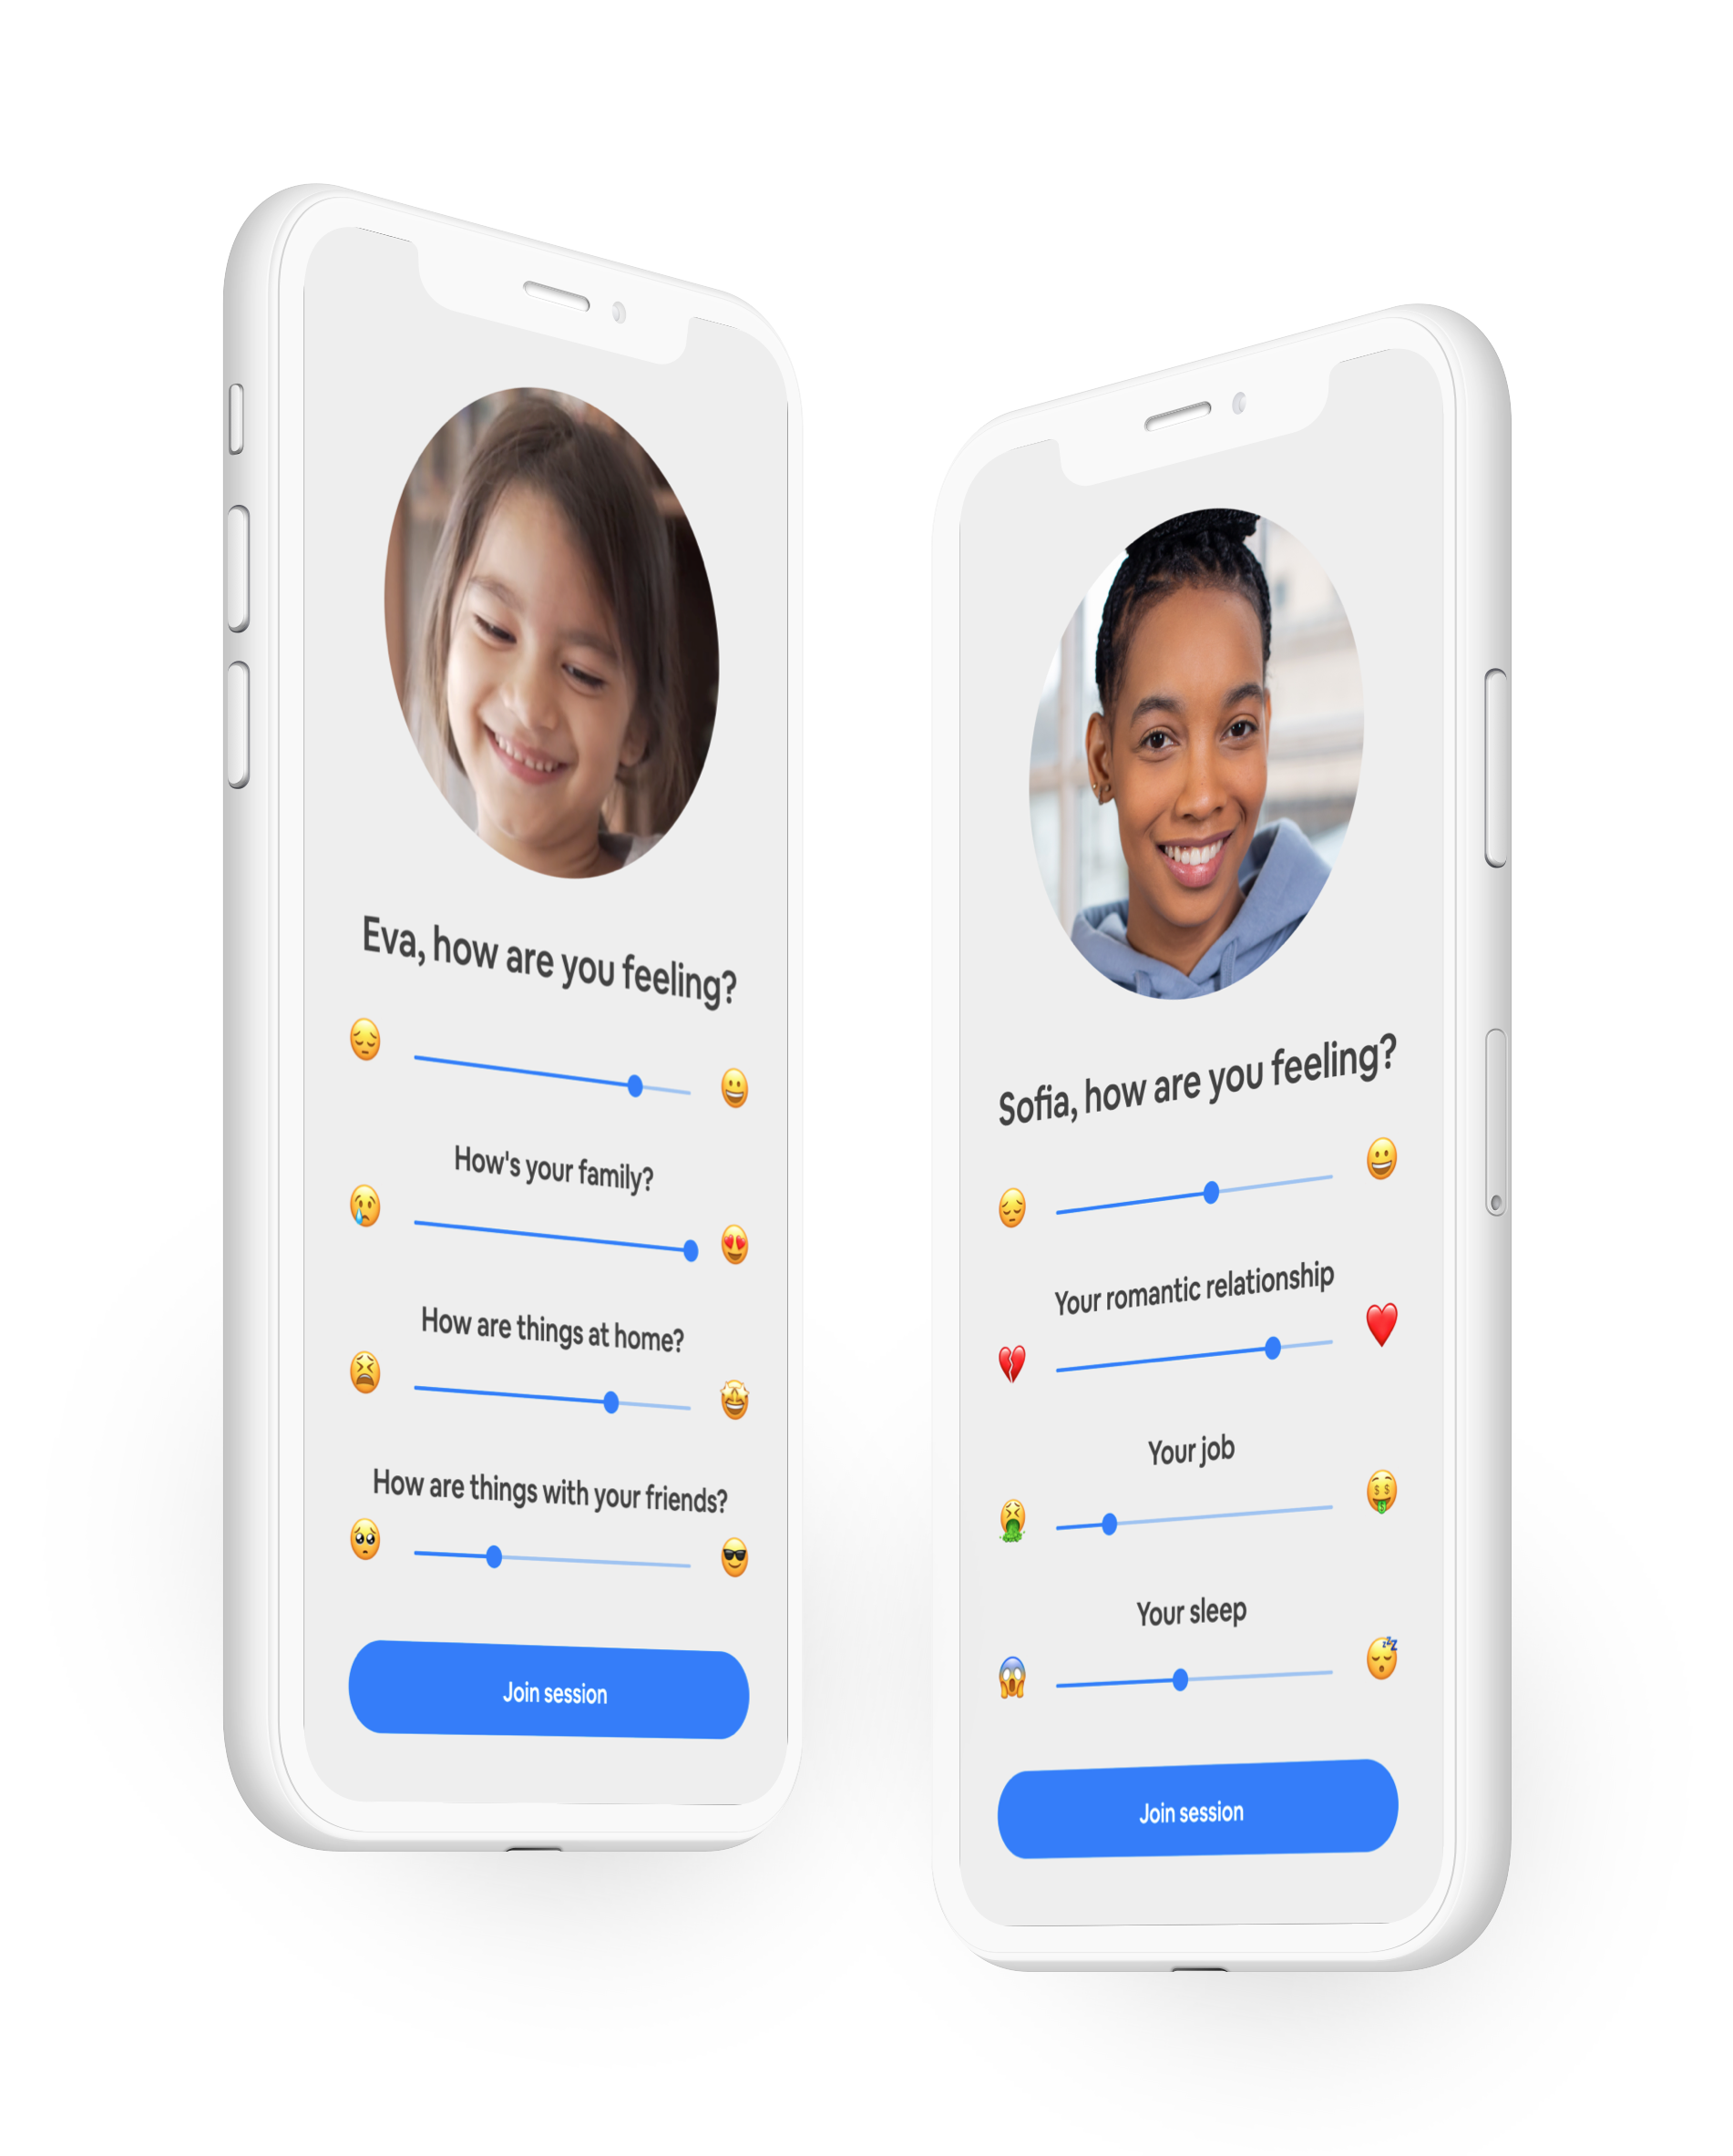 Eva, how are you feeling?
How's your family?
How are things at home?
How are things with your friends?
Join session
Sofia, how are you feeling?
Your romantic relationship
Your job
Your sleep
Join session